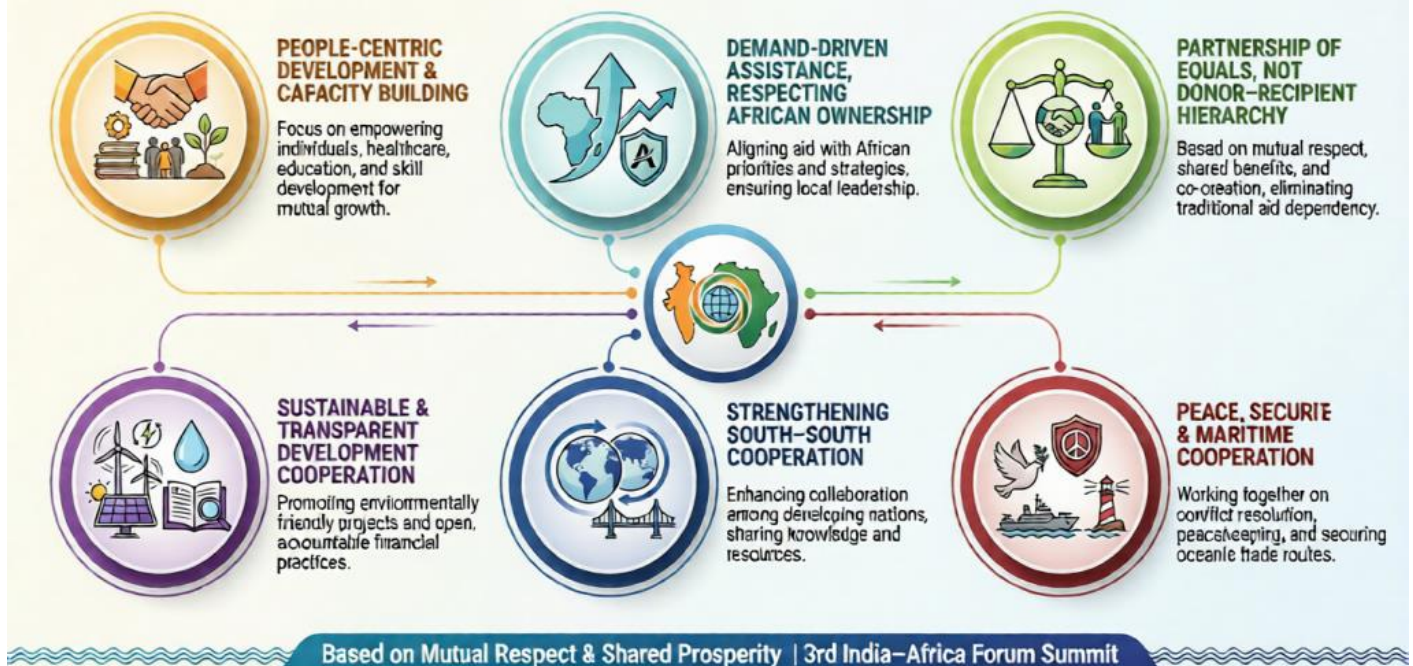 PEOPLE-CENTRIC
DEVELOPMENT &
CAPACITY BUILDING
Focus on empowering
individuals, healthcare,
education, and skill
development for
mutual growth.
DEMAND-DRIVEN
ASSISTANCE,
RESPECTING
AFRICAN OWNERSHIP
Aligning aid with African
priorities and strategies,
ensuring local leadership.
PARTNERSHIP OF
EQUALS, NOT
DONOR–RECIPIENT
HIERARCHY
Based on mutual respect,
shared benefits, and
co-creation, eliminating
traditional aid dependency.
SUSTAINABLE &
TRANSPARENT
DEVELOPMENT
COOPERATION
Promoting environmentally
friendly projects and open,
accountable financial
practices.
STRENGTHENING
SOUTH–SOUTH
COOPERATION
Enhancing collaboration
among developing nations,
sharing knowledge and
resources.
PEACE, SECURIE
& MARITIME
COOPERATION
Working together on
conflict resolution,
peacekeeping, and securing
oceanic trade routes.
Based on Mutual Respect & Shared Prosperity | 3rd India–Africa Forum Summit